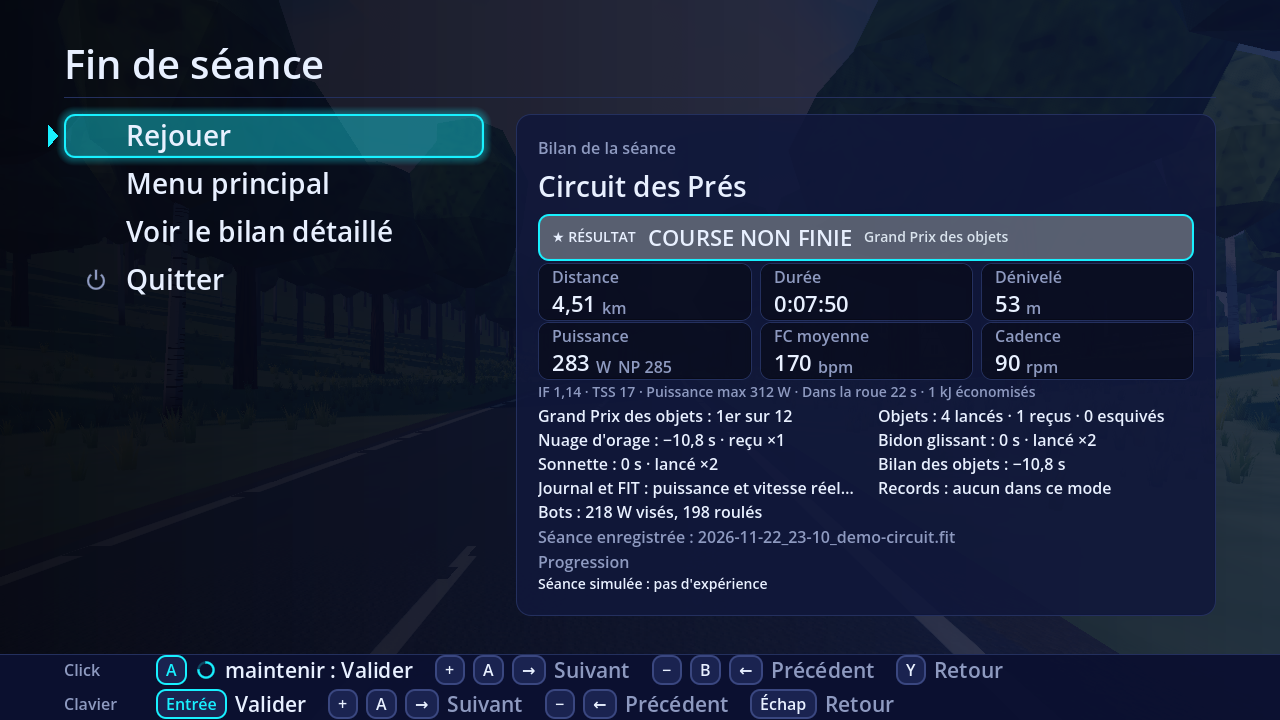 Fin de séance
Rejouer
Menu principal
Voir le bilan détaillé
Quitter
Bilan de la séance
Circuit des Prés
★ RÉSULTAT COURSE NON FINIE Grand Prix des objets
Distance Durée Dénivelé
4,51 km 0:07:50 53 m
Puissance FC moyenne Cadence
283 W NP 285 170 bpm 90 rpm
IF 1,14 · TSS 17 · Puissance max 312 W · Dans la roue 22 s · 1 kJ économisés
Grand Prix des objets : 1er sur 12 Objets : 4 lancés · 1 reçus · 0 esquivés
Nuage d'orage : −10,8 s · reçu ×1 Bidon glissant : 0 s · lancé ×2
Sonnette : 0 s · lancé ×2 Bilan des objets : −10,8 s
Journal et FIT : puissance et vitesse réel... Records : aucun dans ce mode
Bots : 218 W visés, 198 roulés
Séance enregistrée : 2026-11-22_23-10_demo-circuit.fit
Progression
Séance simulée : pas d'expérience
Click A maintenir : Valider + A → Suivant − B ← Précédent Y Retour
Clavier Entrée Valider + A → Suivant − ← Précédent Échap Retour